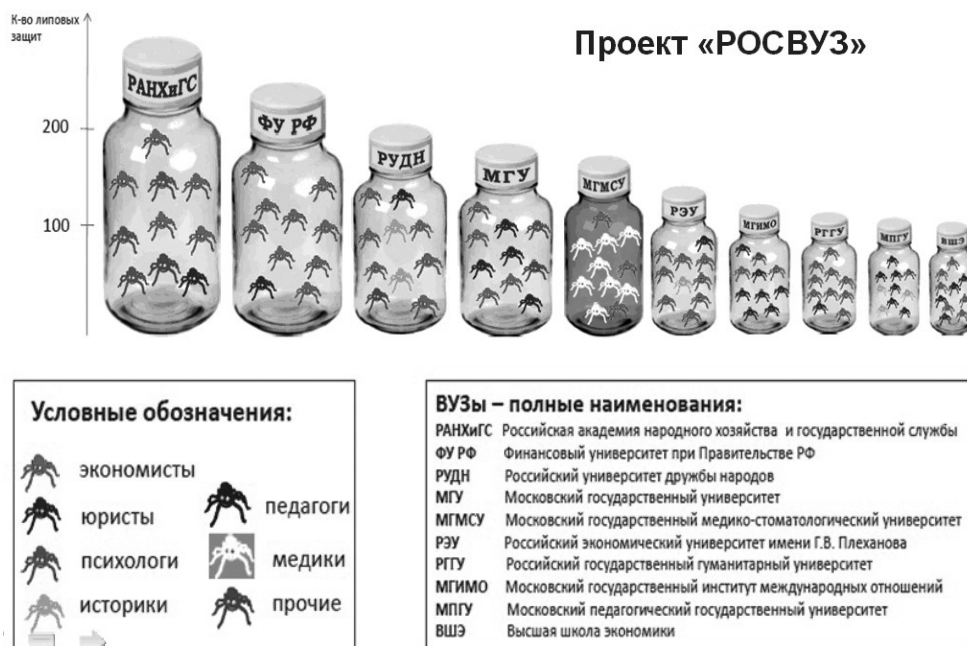 К-во липовых
защит
Проект «РОСВУЗ»
200
100
РАНХиГС
ФУ РФ
РУДН
МГУ
МГМСУ
РЭУ
МГИМО
РГГУ
МПГУ
ВШЭ
Условные обозначения:
экономисты
юристы
психологи
историки
педагоги
медики
прочие
ВУЗы – полные наименования:
РАНХиГС Российская академия народного хозяйства и государственной службы
ФУ РФ Финансовый университет при Правительстве РФ
РУДН Российский университет дружбы народов
МГУ Московский государственный университет
МГМСУ Московский государственный медико-стоматологический университет
РЭУ Российский экономический университет имени Г.В. Плеханова
РГГУ Российский государственный гуманитарный университет
МГИМО Московский государственный институт международных отношений
МПГУ Московский педагогический государственный университет
ВШЭ Высшая школа экономики